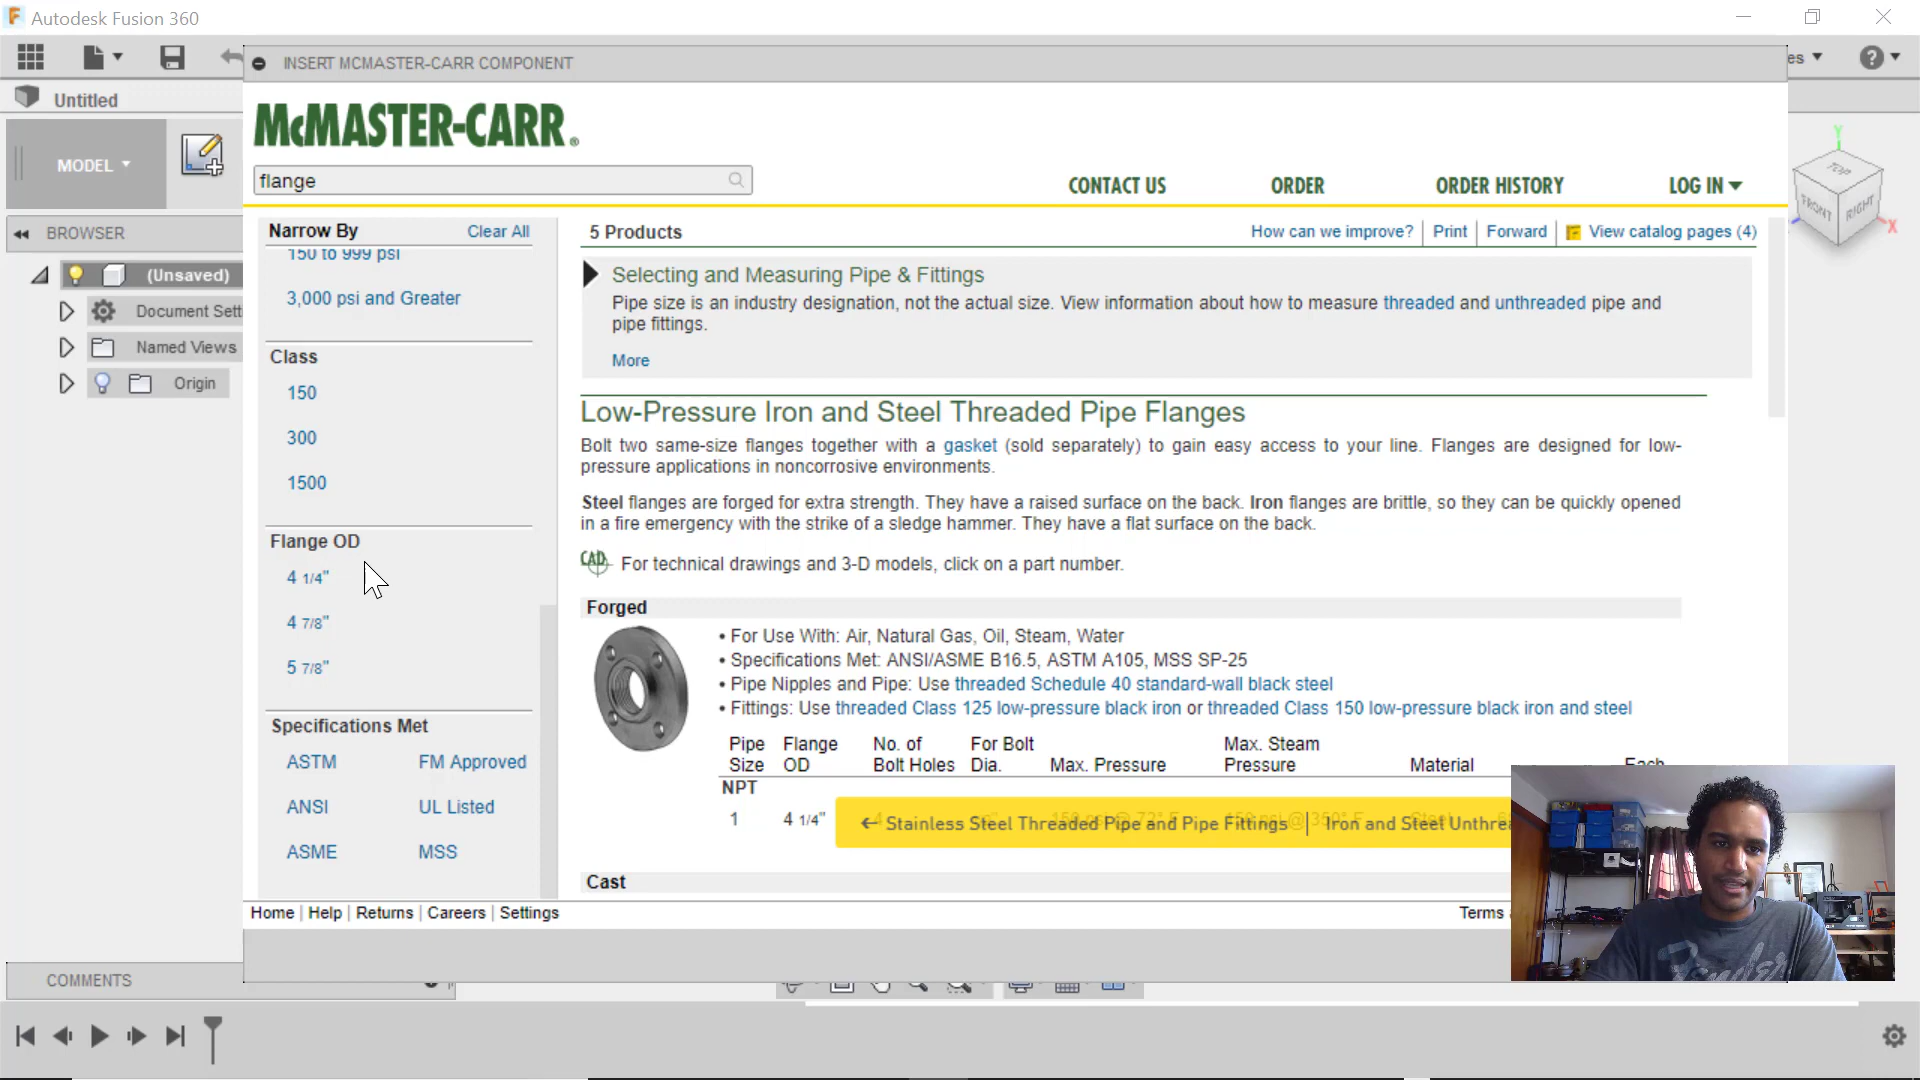 Autodesk Fusion 360
Untitled
es
MODEL
BROWSER
(Unsaved)
Document Sett
Named Views
Origin
COMMENTS
INSERT MCMASTER-CARR COMPONENT
McMASTER-CARR®
flange
CONTACT US
ORDER
ORDER HISTORY
LOG IN
Narrow By
Clear All
150 to 999 psi
3,000 psi and Greater
Class
150
300
1500
Flange OD
4 1/4"
4 7/8"
5 7/8"
Specifications Met
ASTM FM Approved
ANSI UL Listed
ASME MSS
5 Products
How can we improve? | Print | Forward | View catalog pages (4)
Selecting and Measuring Pipe & Fittings
Pipe size is an industry designation, not the actual size. View information about how to measure threaded and unthreaded pipe and
pipe fittings.
More
Low-Pressure Iron and Steel Threaded Pipe Flanges
Bolt two same-size flanges together with a gasket (sold separately) to gain easy access to your line. Flanges are designed for low-
pressure applications in noncorrosive environments.
Steel flanges are forged for extra strength. They have a raised surface on the back. Iron flanges are brittle, so they can be quickly opened
in a fire emergency with the strike of a sledge hammer. They have a flat surface on the back.
CAD For technical drawings and 3-D models, click on a part number.
Forged
• For Use With: Air, Natural Gas, Oil, Steam, Water
• Specifications Met: ANSI/ASME B16.5, ASTM A105, MSS SP-25
• Pipe Nipples and Pipe: Use threaded Schedule 40 standard-wall black steel
• Fittings: Use threaded Class 125 low-pressure black iron or threaded Class 150 low-pressure black iron and steel
Pipe Flange No. of For Bolt Max. Steam
Size OD Bolt Holes Dia. Max. Pressure Pressure Material Each
NPT
1 4 1/4"
← Stainless Steel Threaded Pipe and Pipe Fittings | Iron and Steel Unthre
Cast
Home | Help | Returns | Careers | Settings
Terms
TOP
FRONT
RIGHT
Y
X